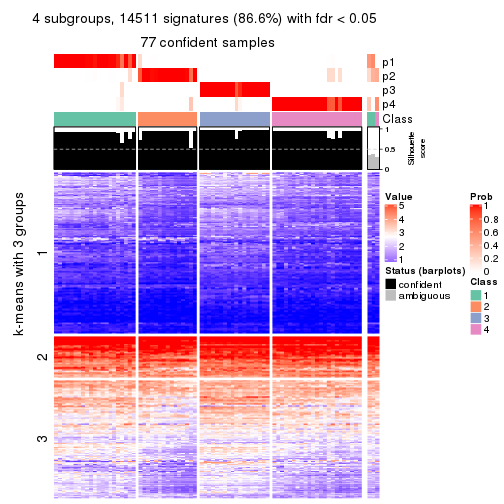 4 subgroups, 14511 signatures (86.6%) with fdr < 0.05
77 confident samples
p1
p2
p3
p4
Class
1
0.5
0
Silhouette
score
k-means with 3 groups
1
2
3
Value
5
4
3
2
1
Status (barplots)
confident
ambiguous
Prob
1
0.8
0.6
0.4
0.2
0
Class
1
2
3
4